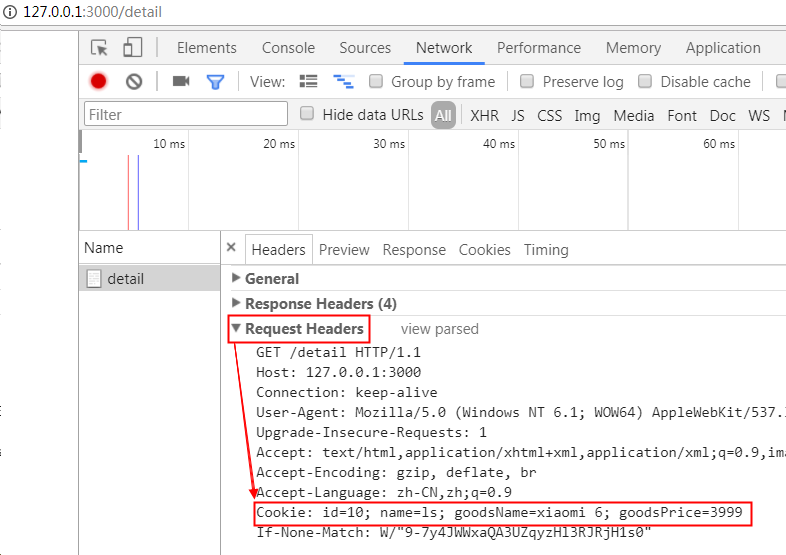 127.0.0.1:3000/detail
Elements Console Sources Network Performance Memory Application
View: Group by frame Preserve log Disable cache
Filter Hide data URLs All XHR JS CSS Img Media Font Doc WS
10 ms 20 ms 30 ms 40 ms 50 ms 60 ms
Name × Headers Preview Response Cookies Timing
detail
General
Response Headers (4)
Request Headers view parsed
GET /detail HTTP/1.1
Host: 127.0.0.1:3000
Connection: keep-alive
User-Agent: Mozilla/5.0 (Windows NT 6.1; WOW64) AppleWebKit/537.
Upgrade-Insecure-Requests: 1
Accept: text/html,application/xhtml+xml,application/xml;q=0.9,ima
Accept-Encoding: gzip, deflate, br
Accept-Language: zh-CN,zh;q=0.9
Cookie: id=10; name=ls; goodsName=xiaomi 6; goodsPrice=3999
If-None-Match: W/"9-7y4JWWxaQA3UZqyzHl3RJRjH1s0"